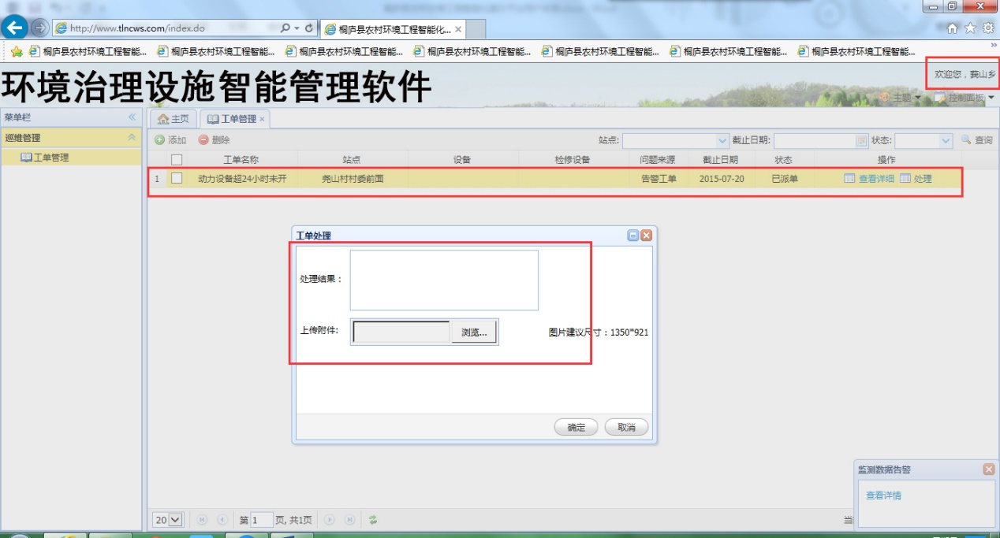 http://www.tlncws.com/index.do
桐庐县农村环境工程智能化...
桐庐县农村环境工程智能... 桐庐县农村环境工程智能... 桐庐县农村环境工程智能... 桐庐县农村环境工程智能... 桐庐县农村环境工程智能... 桐庐县农村环境工程智能... 桐庐县农村环境工程智能...
环境治理设施智能管理软件
欢迎您，莪山乡
主题 控制面板
菜单栏 主页 工单管理
巡维管理
工单管理
添加 删除 站点: 截止日期: 状态: 查询
工单名称 站点 设备 检修设备 问题来源 截止日期 状态 操作
1 动力设备超24小时未开 尧山村村委前面 告警工单 2015-07-20 已派单 查看详细 处理
工单处理
处理结果：
上传附件: 浏览... 图片建议尺寸：1350*921
确定 取消
监测数据告警
查看详情
20 第 1 页,共1页